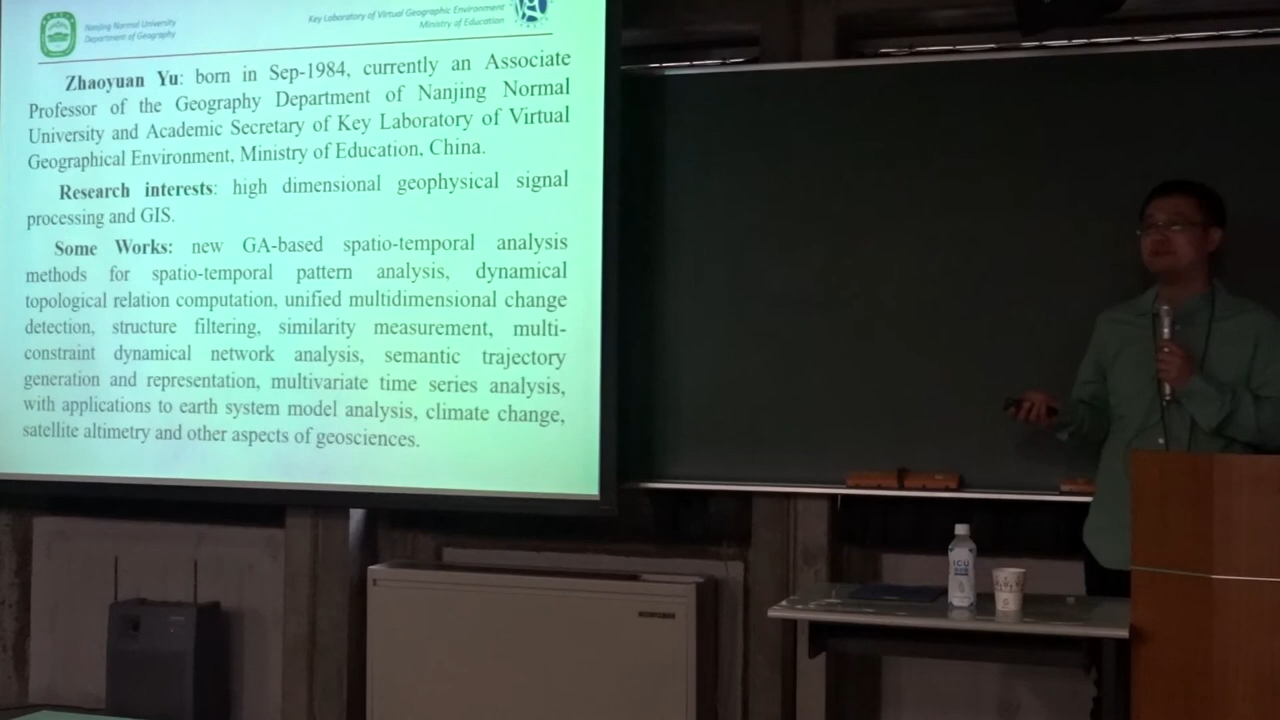 Nanjing Normal University
Department of Geography
Key Laboratory of Virtual Geographic Environment
Ministry of Education
Zhaoyuan Yu: born in Sep-1984, currently an Associate
Professor of the Geography Department of Nanjing Normal
University and Academic Secretary of Key Laboratory of Virtual
Geographical Environment, Ministry of Education, China.
Research interests: high dimensional geophysical signal
processing and GIS.
Some Works: new GA-based spatio-temporal analysis
methods for spatio-temporal pattern analysis, dynamical
topological relation computation, unified multidimensional change
detection, structure filtering, similarity measurement, multi-
constraint dynamical network analysis, semantic trajectory
generation and representation, multivariate time series analysis,
with applications to earth system model analysis, climate change,
satellite altimetry and other aspects of geosciences.
ICU